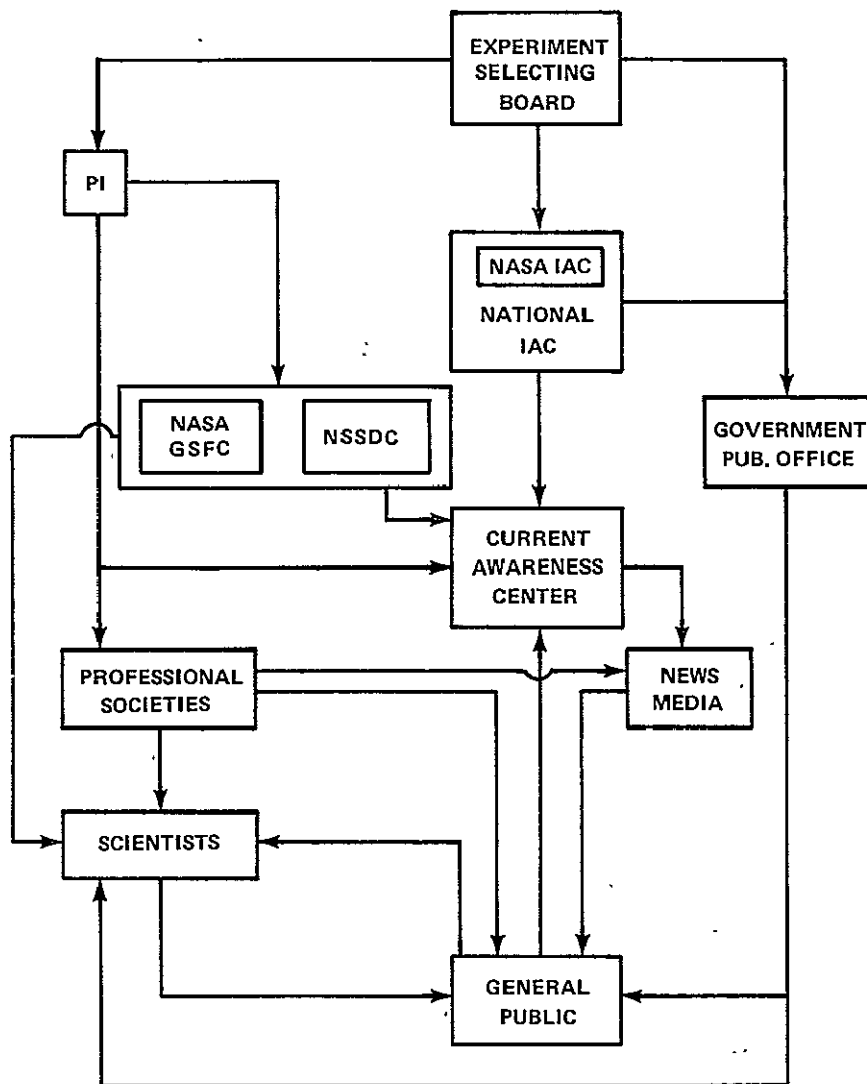 EXPERIMENT
SELECTING
BOARD
PI
NASA IAC
NATIONAL
IAC
NASA
GSFC
NSSDC
GOVERNMENT
PUB. OFFICE
CURRENT
AWARENESS
CENTER
PROFESSIONAL
SOCIETIES
NEWS
MEDIA
SCIENTISTS
GENERAL
PUBLIC